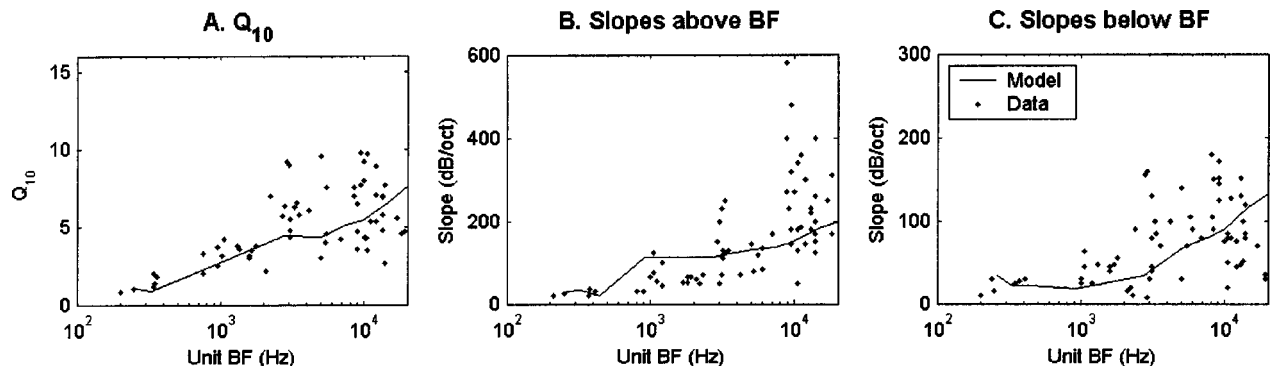 A. Q10
B. Slopes above BF
C. Slopes below BF
15
10
5
0
Q10
10^2
10^3
10^4
Unit BF (Hz)
600
400
200
0
Slope (dB/oct)
10^2
10^3
10^4
Unit BF (Hz)
300
200
100
0
Slope (dB/oct)
Model
Data
10^2
10^3
10^4
Unit BF (Hz)